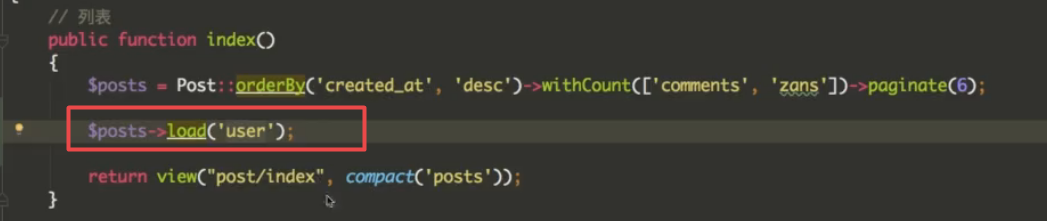 {
// 列表
public function index()
{
$posts = Post::orderBy('created_at', 'desc')->withCount(['comments', 'zans'])->paginate(6);
$posts->load('user');
return view("post/index", compact('posts'));
}